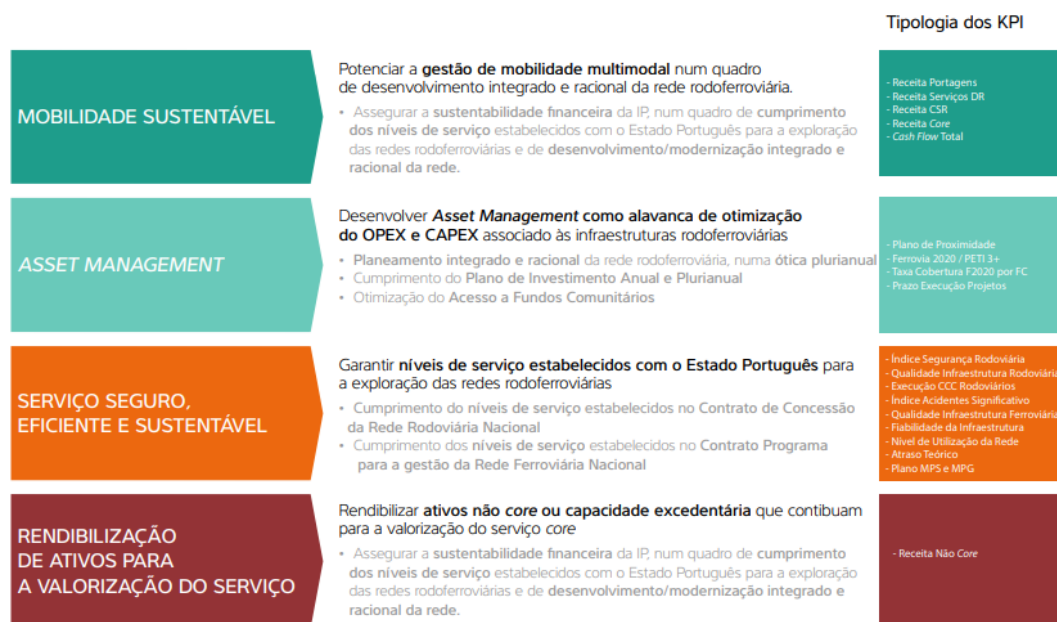 Tipologia dos KPI
MOBILIDADE SUSTENTÁVEL
Potenciar a gestão de mobilidade multimodal num quadro
de desenvolvimento integrado e racional da rede rodoferroviária.
• Assegurar a sustentabilidade financeira da IP, num quadro de cumprimento
dos níveis de serviço estabelecidos com o Estado Português para a exploração
das redes rodoferroviárias e de desenvolvimento/modernização integrado e
racional da rede.
- Receita Portagens
- Receita Serviços DR
- Receita CSR
- Receita Core
- Cash Flow Total
ASSET MANAGEMENT
Desenvolver Asset Management como alavanca de otimização
do OPEX e CAPEX associado às infraestruturas rodoferroviárias
• Planeamento integrado e racional da rede rodoferroviária, numa ótica plurianual
• Cumprimento do Plano de Investimento Anual e Plurianual
• Otimização do Acesso a Fundos Comunitários
- Plano de Proximidade
- Ferrovia 2020 / PETI 3+
- Taxa Cobertura F2020 por FC
- Prazo Execução Projetos
SERVIÇO SEGURO,
EFICIENTE E SUSTENTÁVEL
Garantir níveis de serviço estabelecidos com o Estado Português para
a exploração das redes rodoferroviárias
• Cumprimento do níveis de serviço estabelecidos no Contrato de Concessão
da Rede Rodoviária Nacional
• Cumprimento dos níveis de serviço estabelecidos no Contrato Programa
para a gestão da Rede Ferroviária Nacional
- Índice Segurança Rodoviária
- Qualidade Infraestrutura Rodoviária
- Execução CCC Rodoviários
- Índice Acidentes Significativo
- Qualidade Infraestrutura Ferroviária
- Fiabilidade da Infraestrutura
- Nível de Utilização da Rede
- Atraso Teórico
- Plano MPS e MPG
RENDIBILIZAÇÃO
DE ATIVOS PARA
A VALORIZAÇÃO DO SERVIÇO
Rendibilizar ativos não core ou capacidade excedentária que contibuam
para a valorização do serviço core
• Assegurar a sustentabilidade financeira da IP, num quadro de cumprimento
dos níveis de serviço estabelecidos com o Estado Português para a exploração
das redes rodoferroviárias e de desenvolvimento/modernização integrado e
racional da rede.
- Receita Não Core